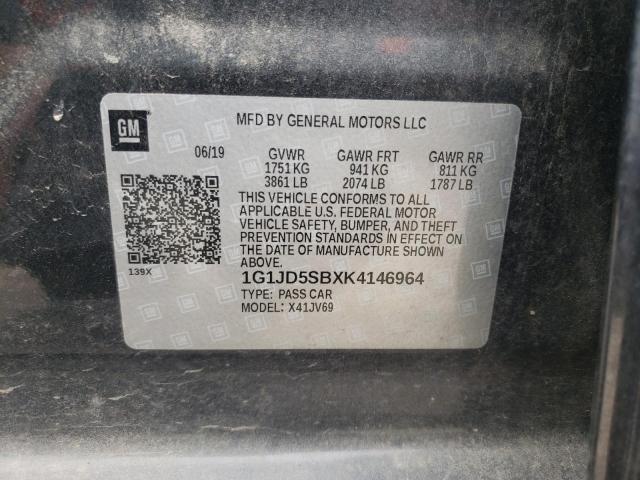 GM
MFD BY GENERAL MOTORS LLC
06/19 GVWR GAWR FRT GAWR RR
1751 KG 941 KG 811 KG
3861 LB 2074 LB 1787 LB
THIS VEHICLE CONFORMS TO ALL
APPLICABLE U.S. FEDERAL MOTOR
VEHICLE SAFETY, BUMPER, AND THEFT
PREVENTION STANDARDS IN EFFECT ON
THE DATE OF MANUFACTURE SHOWN
ABOVE.
139X
1G1JD5SBXK4146964
TYPE: PASS CAR
MODEL: X41JV69